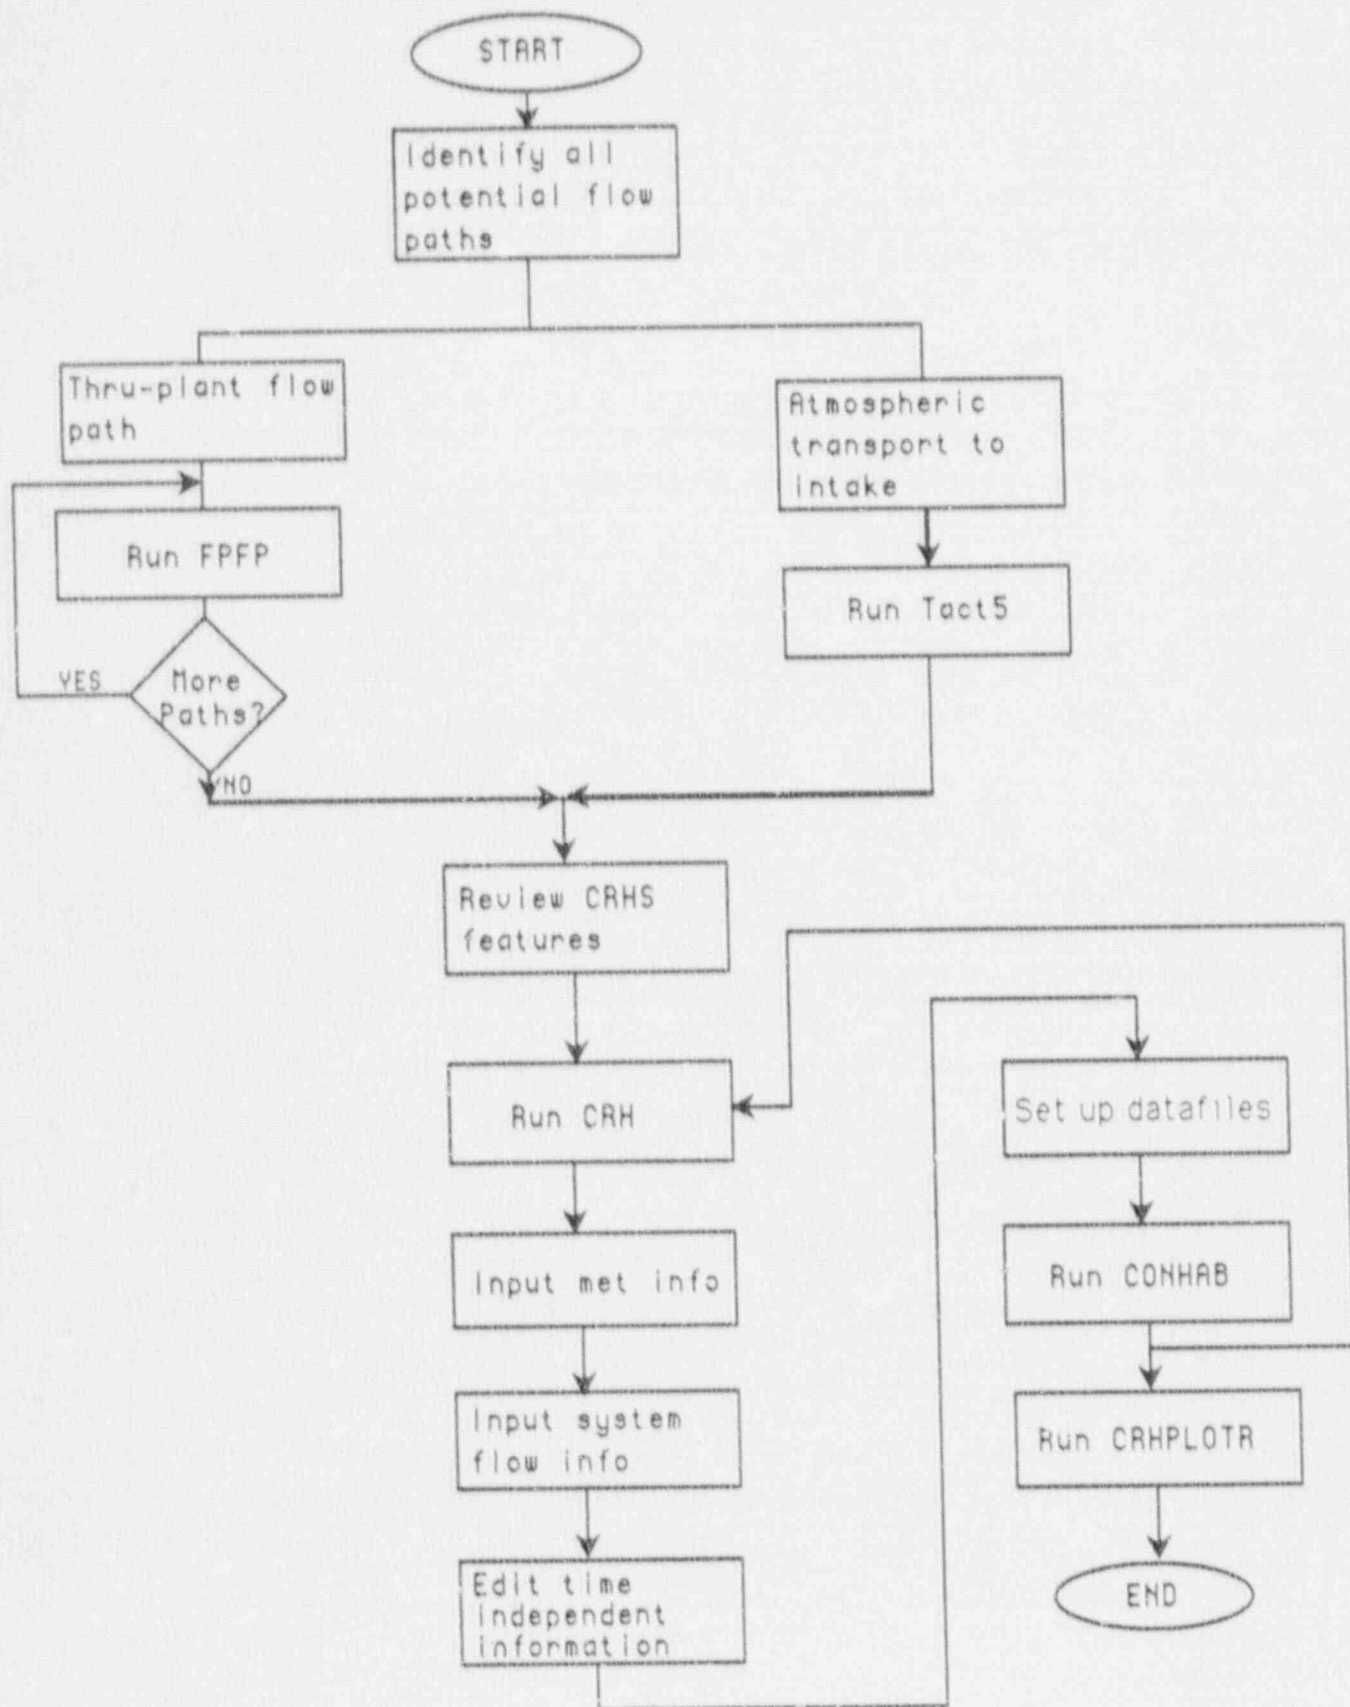 START
Identify all
potential flow
paths
Thru-plant flow
path
Atmospheric
transport to
intake
Run FPFP
Run Tact5
YES
More
Paths?
NO
Review CRHS
features
Run CRH
Set up datafiles
Input met info
Run CONHAB
Input system
flow info
Run CRHPLOTR
Edit time
independent
information
END